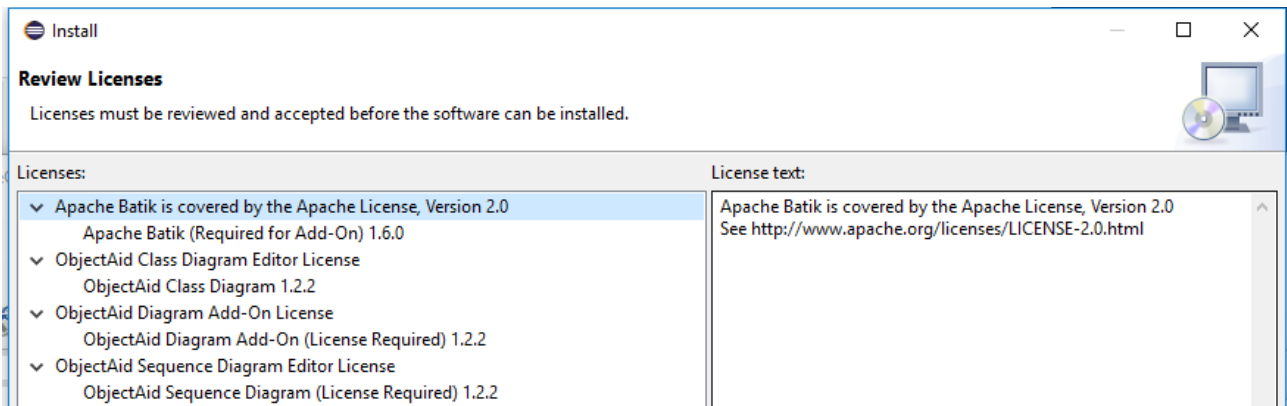 Install
Review Licenses
Licenses must be reviewed and accepted before the software can be installed.
Licenses:
Apache Batik is covered by the Apache License, Version 2.0
Apache Batik (Required for Add-On) 1.6.0
ObjectAid Class Diagram Editor License
ObjectAid Class Diagram 1.2.2
ObjectAid Diagram Add-On License
ObjectAid Diagram Add-On (License Required) 1.2.2
ObjectAid Sequence Diagram Editor License
ObjectAid Sequence Diagram (License Required) 1.2.2
License text:
Apache Batik is covered by the Apache License, Version 2.0
See http://www.apache.org/licenses/LICENSE-2.0.html